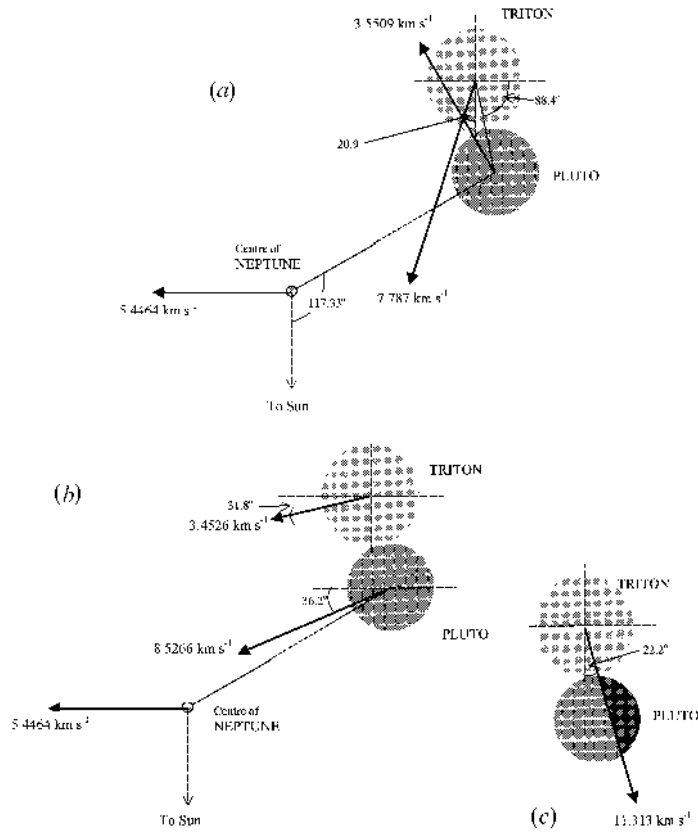 3.5509 km s⁻¹
TRITON
(a)
88.4°
20.9
PLUTO
Centre of
NEPTUNE
5.4464 km s⁻¹
117.33°
7.787 km s⁻¹
To Sun
(b)
TRITON
31.8°
3.4526 km s⁻¹
TRITON
36.2°
22.2°
PLUTO
8.5266 km s⁻¹
Centre of
NEPTUNE
5.4464 km s⁻¹
PLUTO
To Sun
(c)
11.313 km s⁻¹